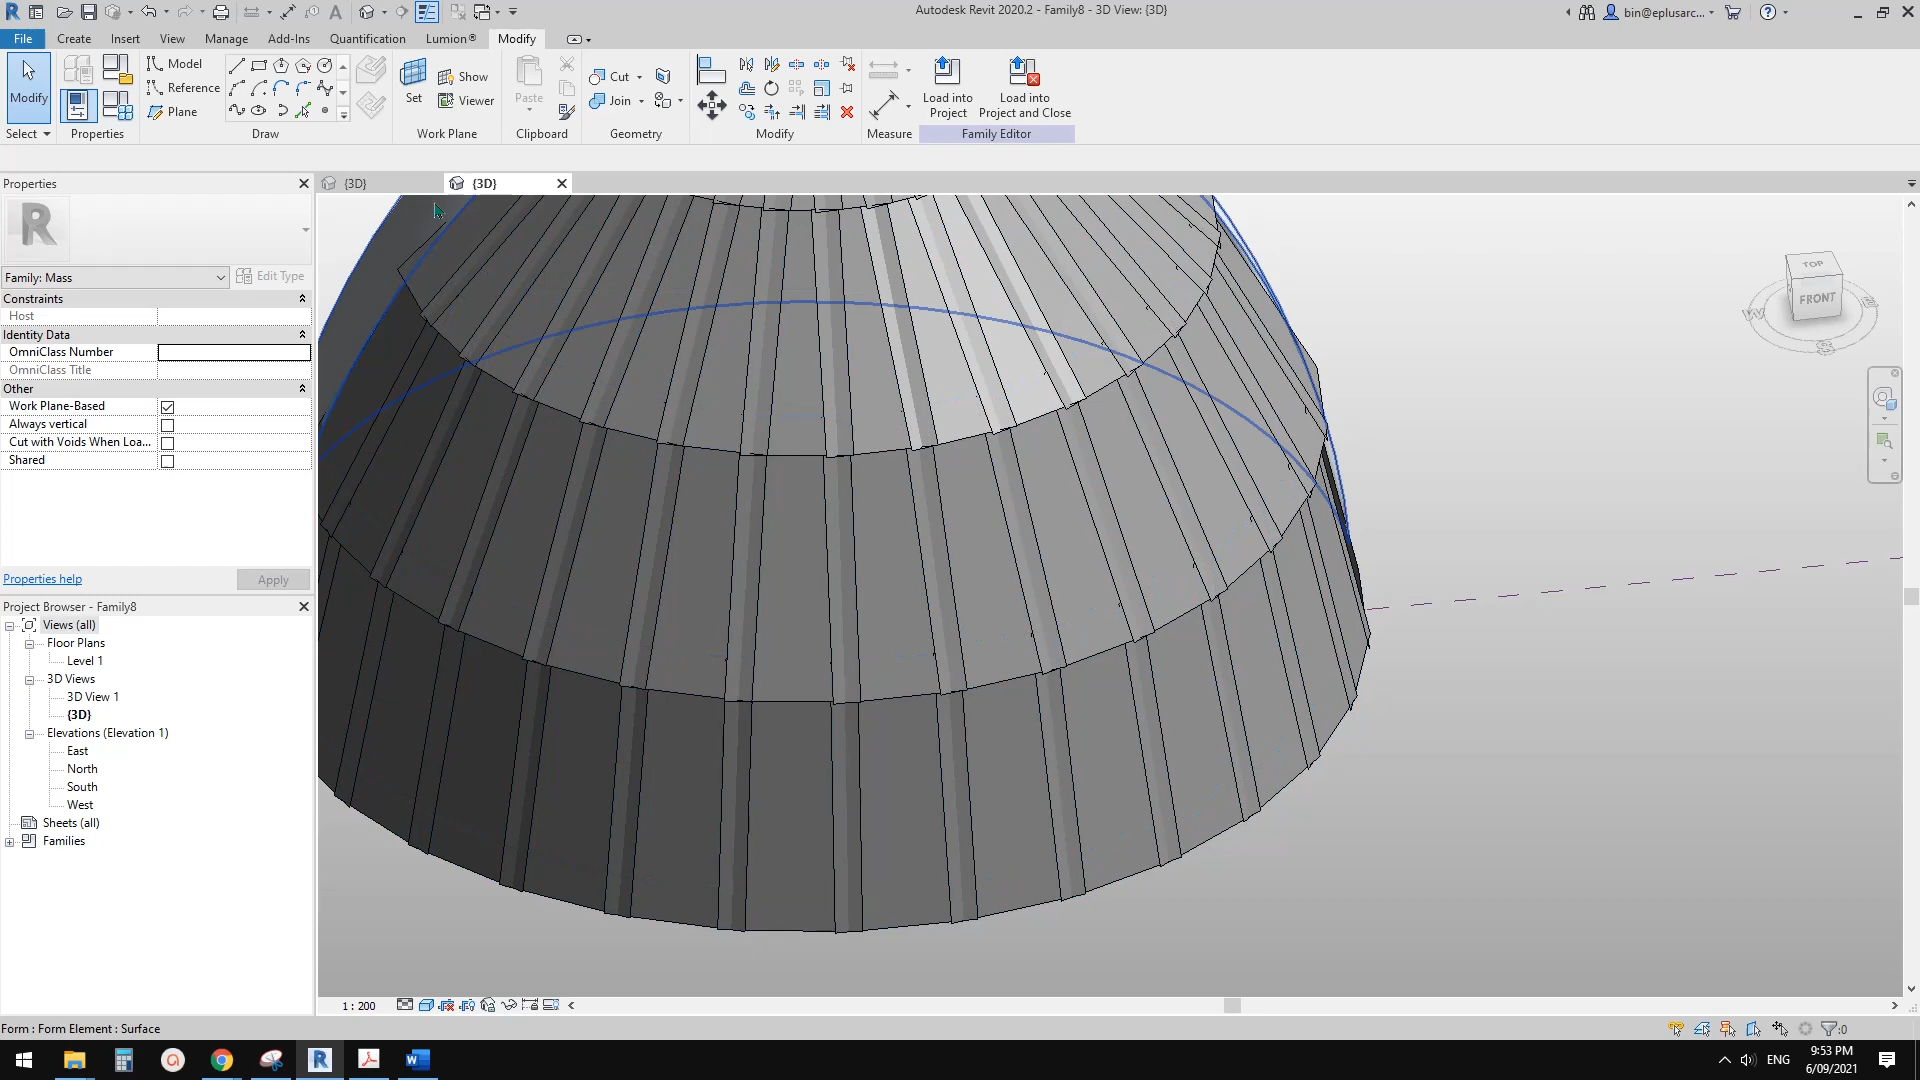 Autodesk Revit 2020.2 - Family8 - 3D View: {3D}
bin@eplusarc...
File Create Insert View Manage Add-Ins Quantification Lumion® Modify
Modify
Model
Reference
Plane
Set
Show
Viewer
Paste
Cut
Join
Load into
Project
Load into
Project and Close
Select Properties Draw Work Plane Clipboard Geometry Modify Measure Family Editor
Properties
{3D}
{3D}
Family: Mass
Edit Type
Constraints
Host
Identity Data
OmniClass Number
OmniClass Title
Other
Work Plane-Based
Always vertical
Cut with Voids When Loa...
Shared
Properties help
Apply
TOP
FRONT
W
E
S
Project Browser - Family8
Views (all)
Floor Plans
Level 1
3D Views
3D View 1
{3D}
Elevations (Elevation 1)
East
North
South
West
Sheets (all)
Families
1 : 200
Form : Form Element : Surface
:0
ENG
9:53 PM
6/09/2021